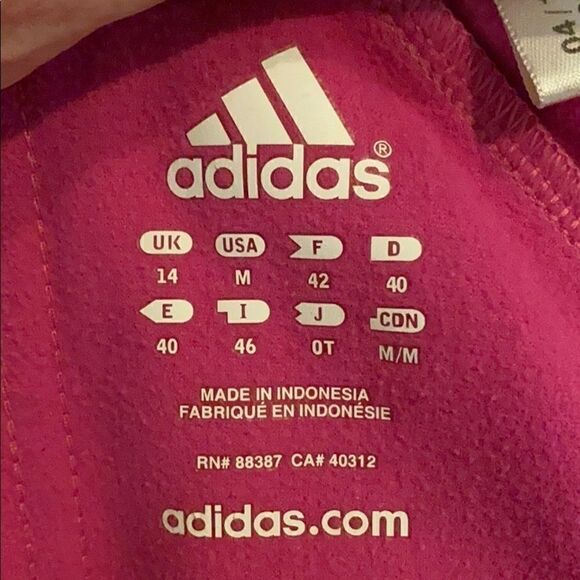 adidas®
UK USA F D
14 M 42 40
E I J CDN
40 46 OT M/M
MADE IN INDONESIA
FABRIQUÉ EN INDONÉSIE
RN# 88387 CA# 40312
adidas.com
04